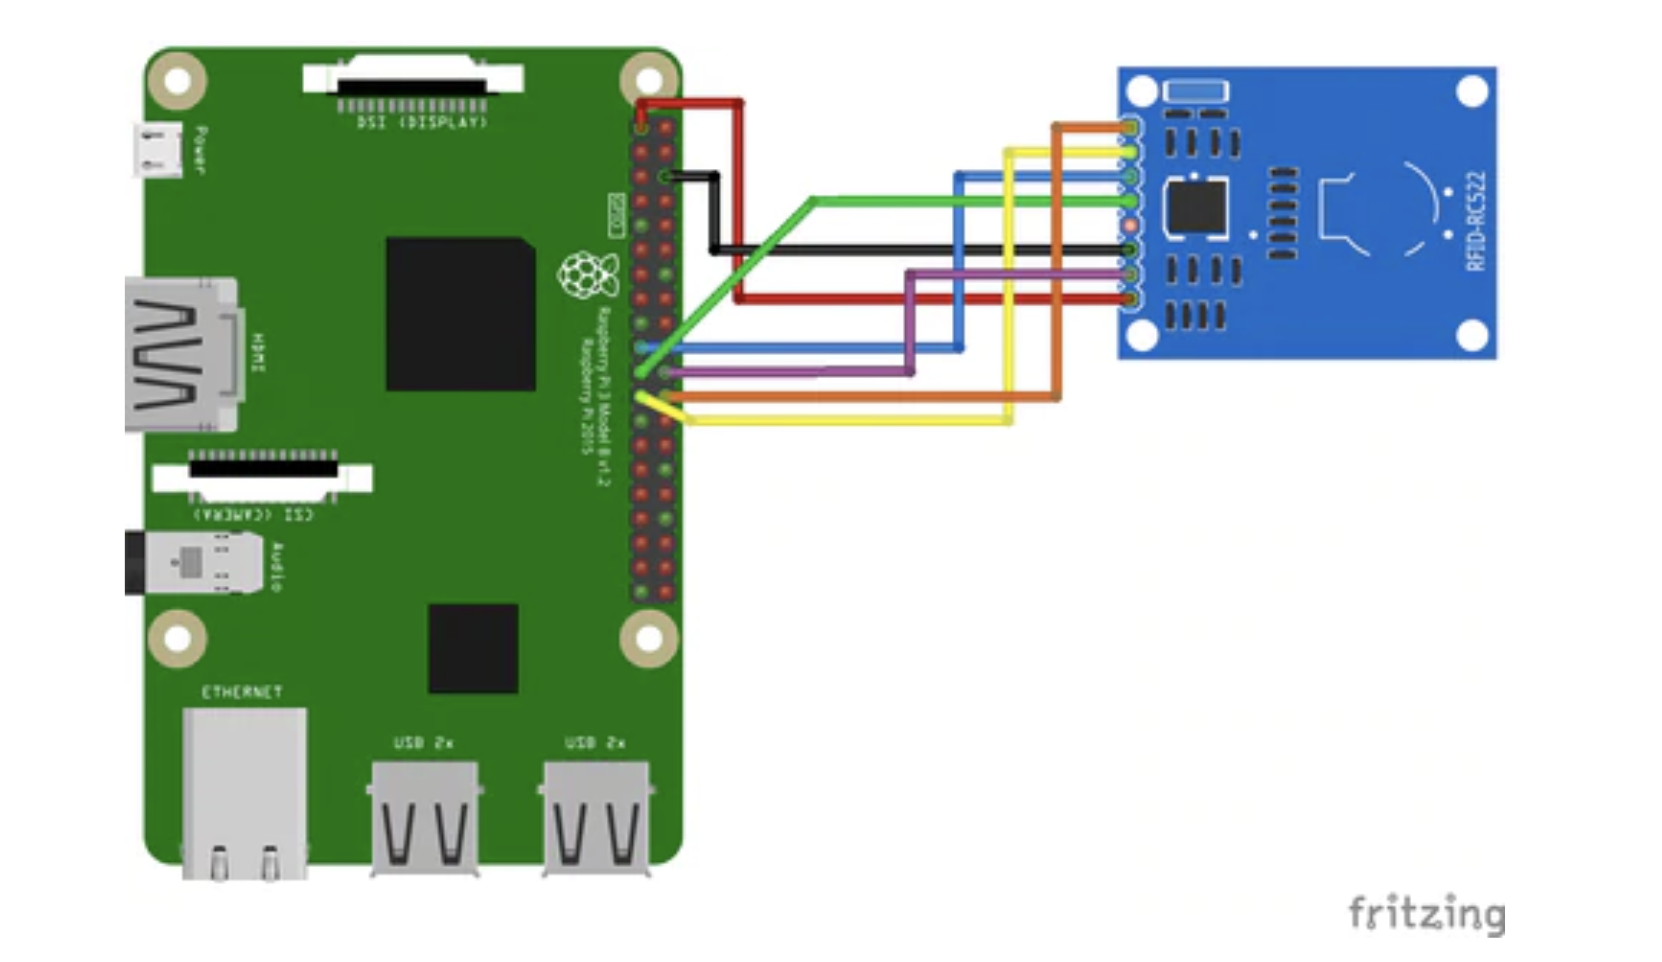 DSI (DISPLAY)
Power
GPIO
RFID-RC522
HDMI
Raspberry Pi 3 Model B v1.2
Raspberry Pi 2015
CSI (CAMERA)
Audio
ETHERNET
USB 2x
USB 2x
fritzing